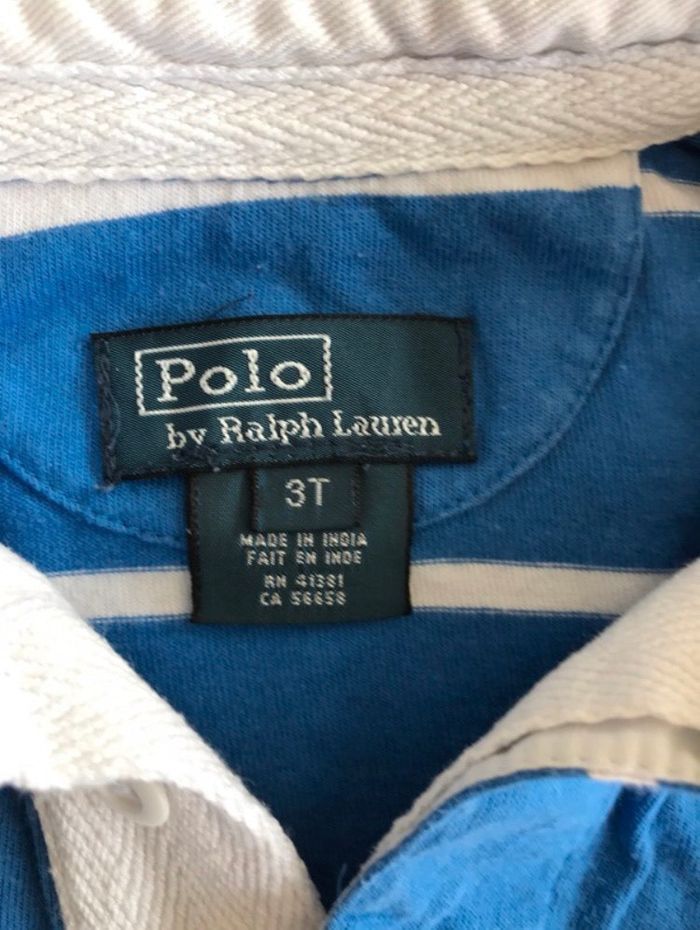 Polo
by Ralph Lauren
3T
MADE IN INDIA
FAIT EN INDE
RN 41381
CA 56658